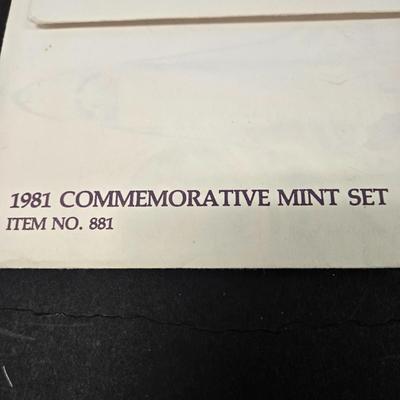 1981 COMMEMORATIVE MINT SET
ITEM NO. 881